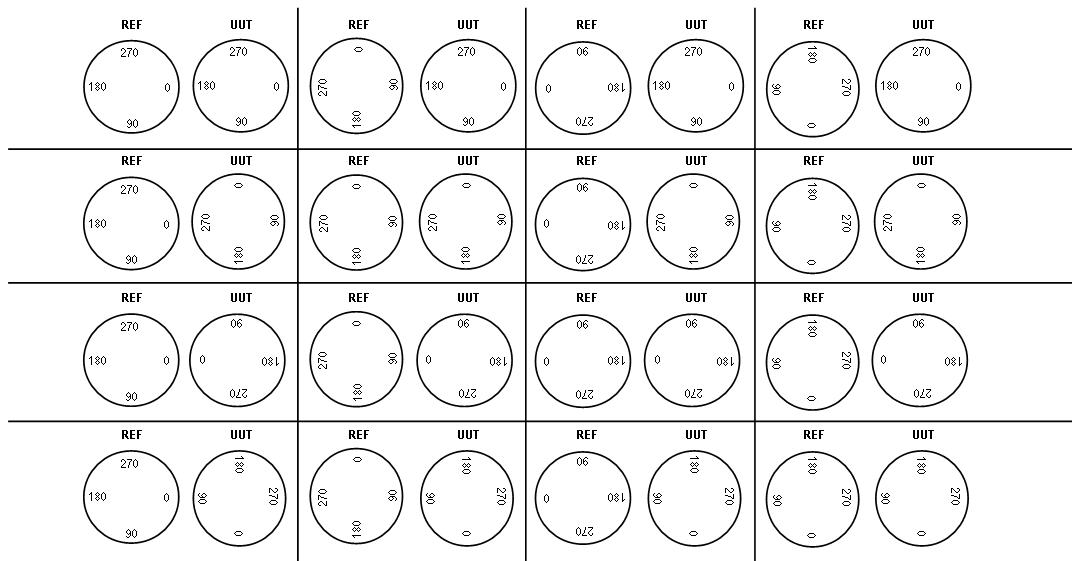 REF UUT REF UUT REF UUT REF UUT
270 270 0 270 90 270 180 270
180 0 180 0 270 90 180 0 0 180 180 0 90 270 180 0
90 90 180 90 270 90 0 90
REF UUT REF UUT REF UUT REF UUT
270 0 0 0 90 0 180 0
180 0 270 90 270 90 270 90 0 180 270 90 90 270 270 90
90 180 180 180 270 180 0 180
REF UUT REF UUT REF UUT REF UUT
270 90 0 90 90 90 180 90
180 0 0 180 270 90 0 180 0 180 0 180 90 270 0 180
90 270 180 270 270 270 0 270
REF UUT REF UUT REF UUT REF UUT
270 180 0 180 90 180 180 180
180 0 90 270 270 90 90 270 0 180 90 270 90 270 90 270
90 0 180 0 270 0 0 0